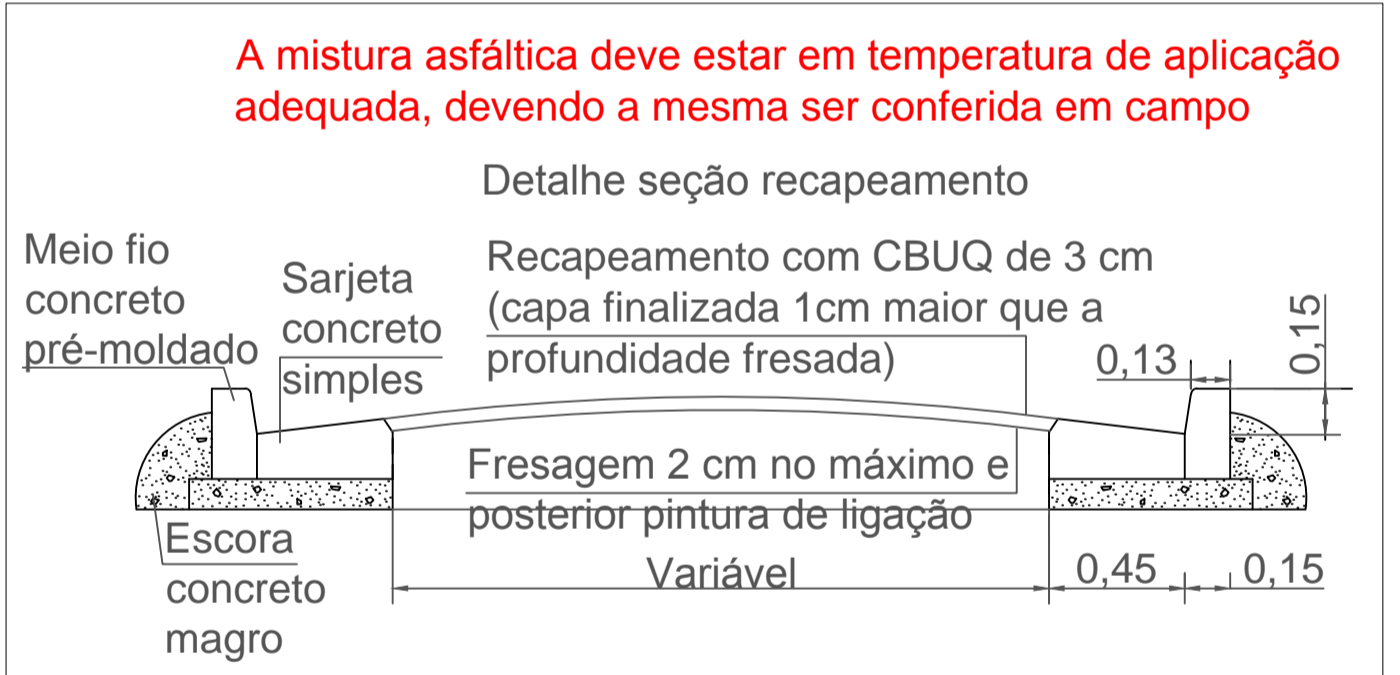 A mistura asfáltica deve estar em temperatura de aplicação
adequada, devendo a mesma ser conferida em campo
Detalhe seção recapeamento
Meio fio
concreto
pré-moldado
Sarjeta
concreto
simples
Recapeamento com CBUQ de 3 cm
(capa finalizada 1cm maior que a
profundidade fresada)
0,13
0,15
Fresagem 2 cm no máximo e
posterior pintura de ligação
Escora
concreto
magro
Variável
0,45
0,15